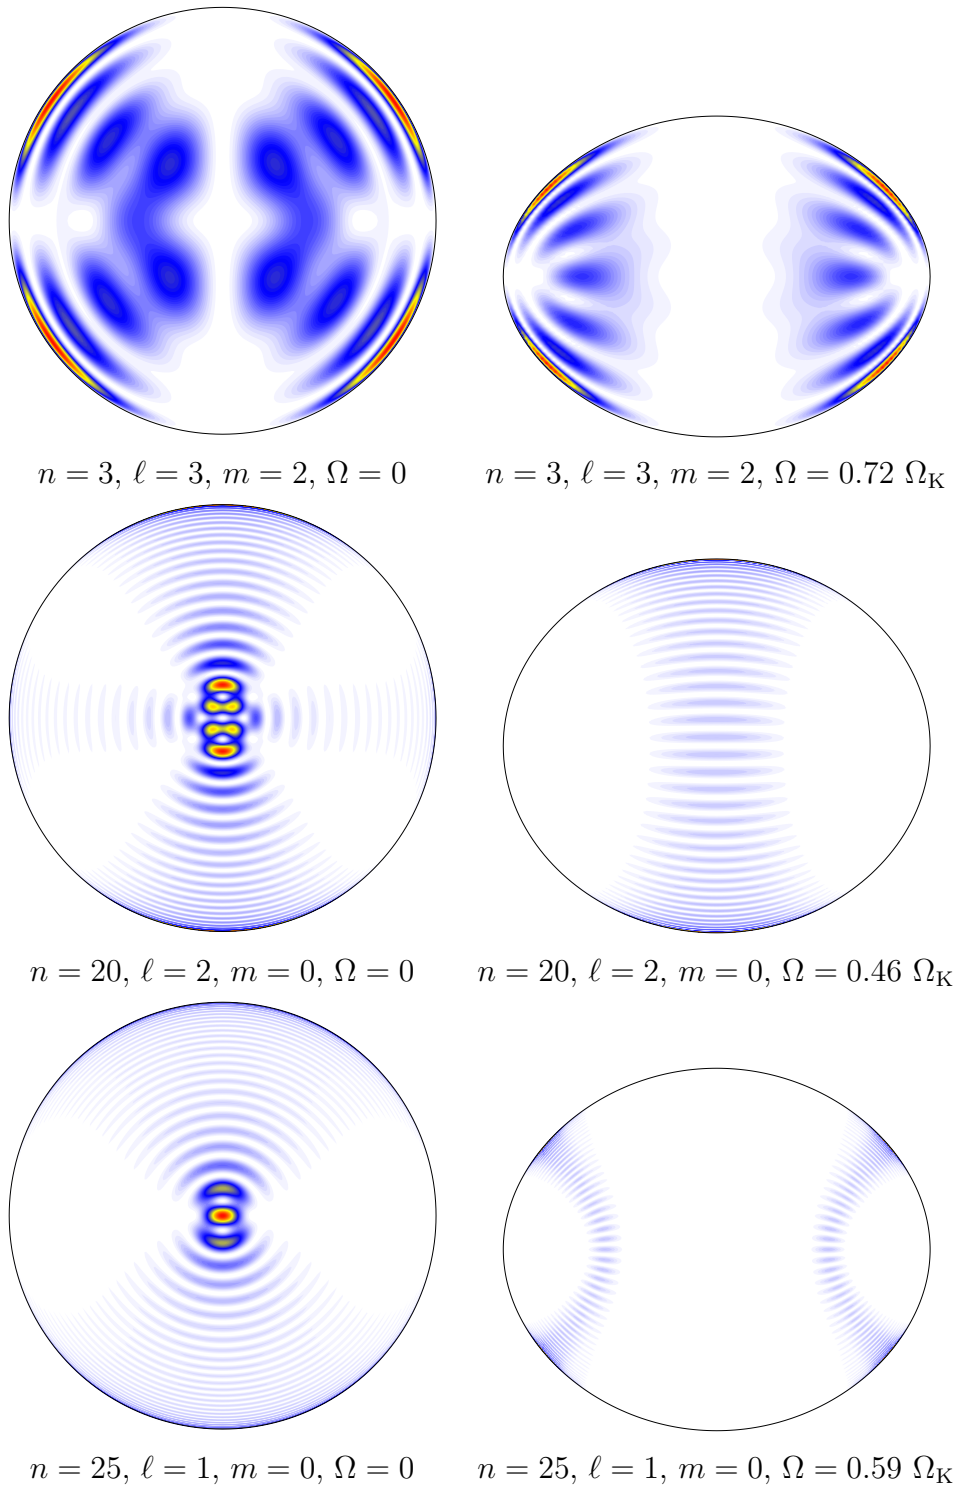 n = 3, ℓ = 3, m = 2, Ω = 0
n = 3, ℓ = 3, m = 2, Ω = 0.72 Ω_K
n = 20, ℓ = 2, m = 0, Ω = 0
n = 20, ℓ = 2, m = 0, Ω = 0.46 Ω_K
n = 25, ℓ = 1, m = 0, Ω = 0
n = 25, ℓ = 1, m = 0, Ω = 0.59 Ω_K